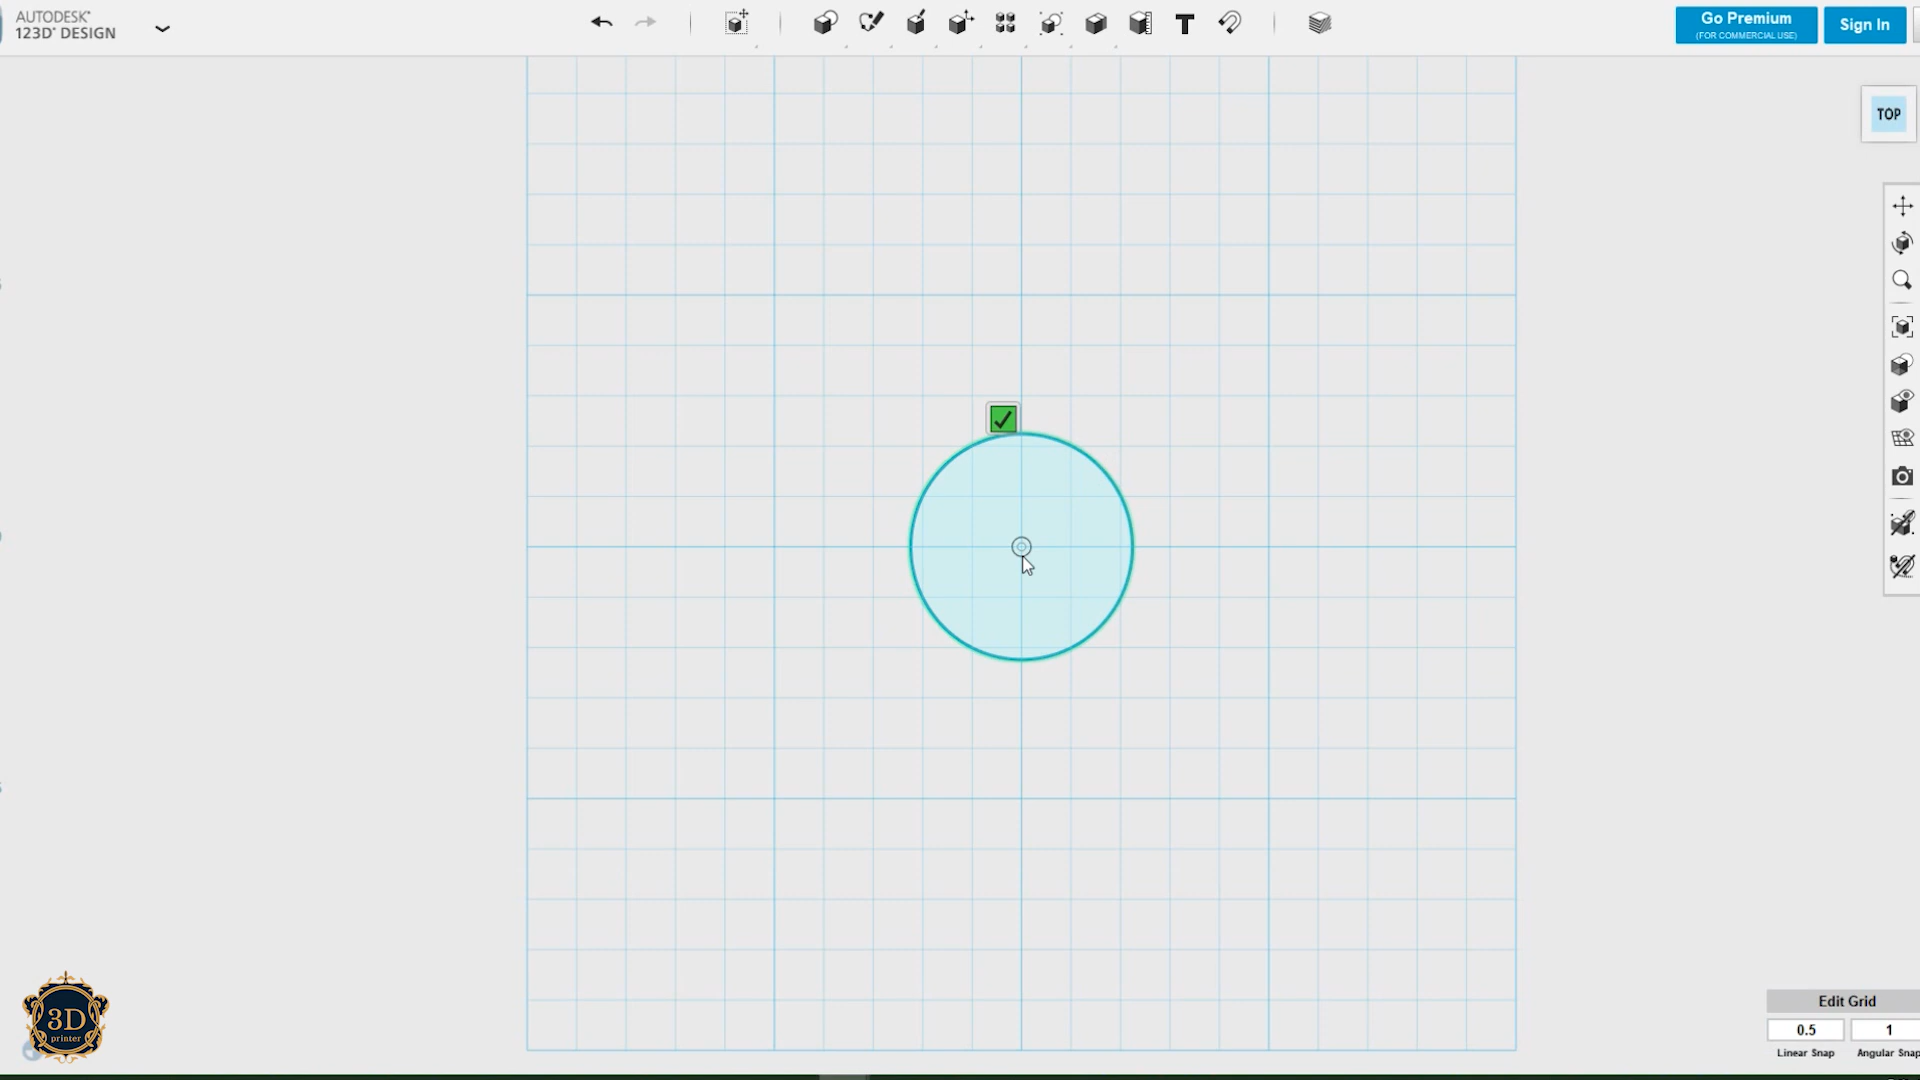 AUTODESK®
123D® DESIGN
Go Premium
(FOR COMMERCIAL USE)
Sign In
TOP
T
Edit Grid
0.5
1
Linear Snap
Angular Snap
3D
printer